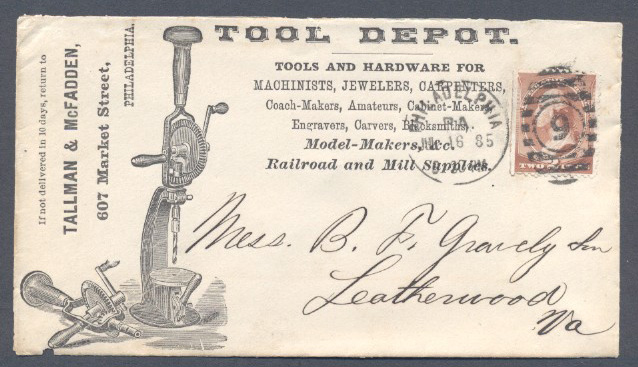 If not delivered in 10 days, return to
TALLMAN & McFADDEN,
607 Market Street,
PHILADELPHIA.
TOOL DEPOT.
TOOLS AND HARDWARE FOR
MACHINISTS, JEWELERS, CARPENTERS,
Coach-Makers, Amateurs, Cabinet-Makers,
Engravers, Carvers, Blacksmiths,
Model-Makers, Etc.
Railroad and Mill Supplies.
PHILADELPHIA
PA
16 85
9
TWO
Mess. B. F. Gravely & Son
Leatherwood
Va